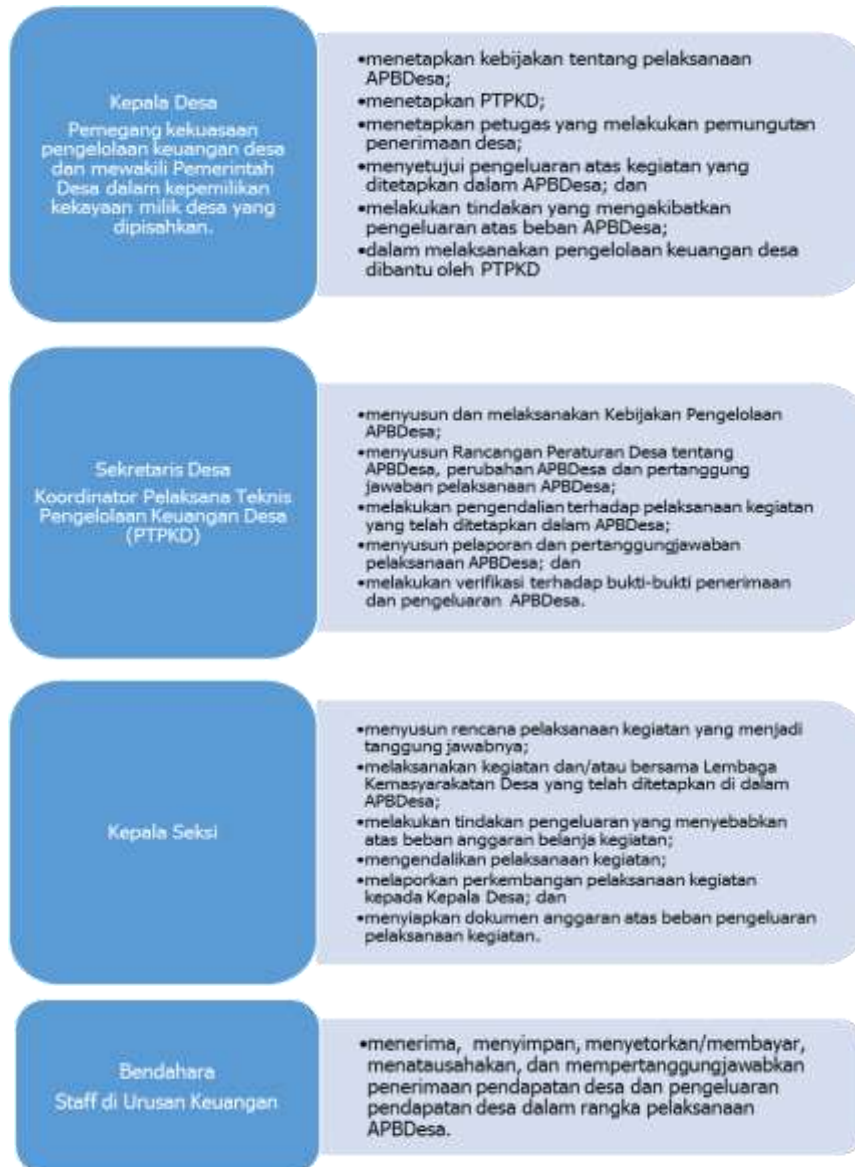 Kepala Desa
Pemegang kekuasaan
pengelolaan keuangan desa
dan mewakili Pemerintah
Desa dalam kepemilikan
kekayaan milik desa yang
dipisahkan.
•menetapkan kebijakan tentang pelaksanaan
APBDesa;
•menetapkan PTPKD;
•menetapkan petugas yang melakukan pemungutan
penerimaan desa;
•menyetujui pengeluaran atas kegiatan yang
ditetapkan dalam APBDesa; dan
•melakukan tindakan yang mengakibatkan
pengeluaran atas beban APBDesa;
•dalam melaksanakan pengelolaan keuangan desa
dibantu oleh PTPKD
Sekretaris Desa
Koordinator Pelaksana Teknis
Pengelolaan Keuangan Desa
(PTPKD)
•menyusun dan melaksanakan Kebijakan Pengelolaan
APBDesa;
•menyusun Rancangan Peraturan Desa tentang
APBDesa, perubahan APBDesa dan pertanggung
jawaban pelaksanaan APBDesa;
•melakukan pengendalian terhadap pelaksanaan kegiatan
yang telah ditetapkan dalam APBDesa;
•menyusun pelaporan dan pertanggungjawaban
pelaksanaan APBDesa; dan
•melakukan verifikasi terhadap bukti-bukti penerimaan
dan pengeluaran APBDesa.
Kepala Seksi
•menyusun rencana pelaksanaan kegiatan yang menjadi
tanggung jawabnya;
•melaksanakan kegiatan dan/atau bersama Lembaga
Kemasyarakatan Desa yang telah ditetapkan di dalam
APBDesa;
•melakukan tindakan pengeluaran yang menyebabkan
atas beban anggaran belanja kegiatan;
•mengendalikan pelaksanaan kegiatan;
•melaporkan perkembangan pelaksanaan kegiatan
kepada Kepala Desa; dan
•menyiapkan dokumen anggaran atas beban pengeluaran
pelaksanaan kegiatan.
Bendahara
Staff di Urusan Keuangan
•menerima, menyimpan, menyetorkan/membayar,
menatausahakan, dan mempertanggungjawabkan
penerimaan pendapatan desa dan pengeluaran
pendapatan desa dalam rangka pelaksanaan
APBDesa.